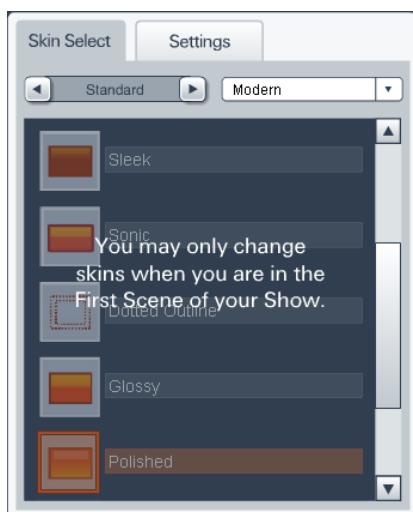 Skin Select
Settings
Standard
Modern
Sleek
Sonic
You may only change
skins when you are in the
First Scene of your Show.
Dotted Outline
Glossy
Polished